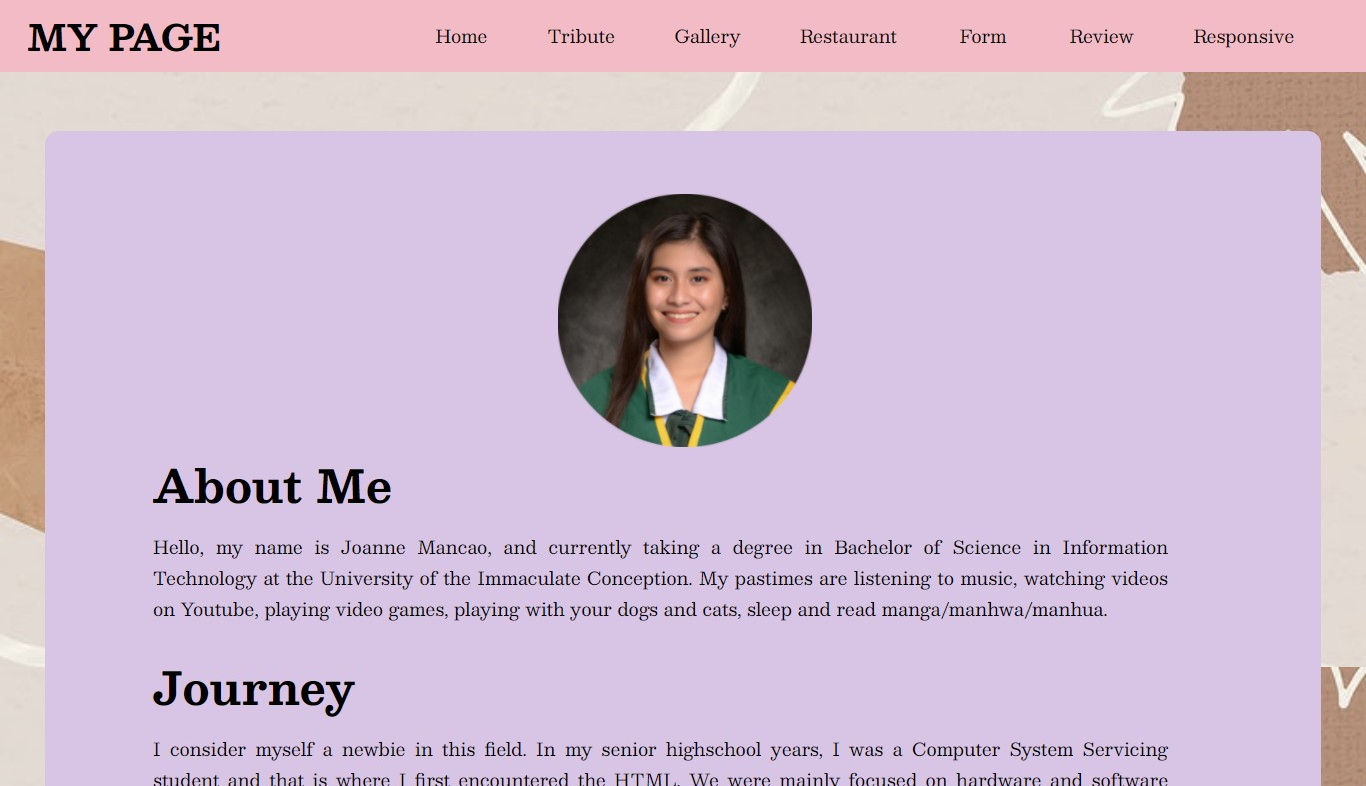 MY PAGE
Home
Tribute
Gallery
Restaurant
Form
Review
Responsive
About Me
Hello, my name is Joanne Mancao, and currently taking a degree in Bachelor of Science in Information
Technology at the University of the Immaculate Conception. My pastimes are listening to music, watching videos
on Youtube, playing video games, playing with your dogs and cats, sleep and read manga/manhwa/manhua.
Journey
I consider myself a newbie in this field. In my senior highschool years, I was a Computer System Servicing
student and that is where I first encountered the HTML. We were mainly focused on hardware and software